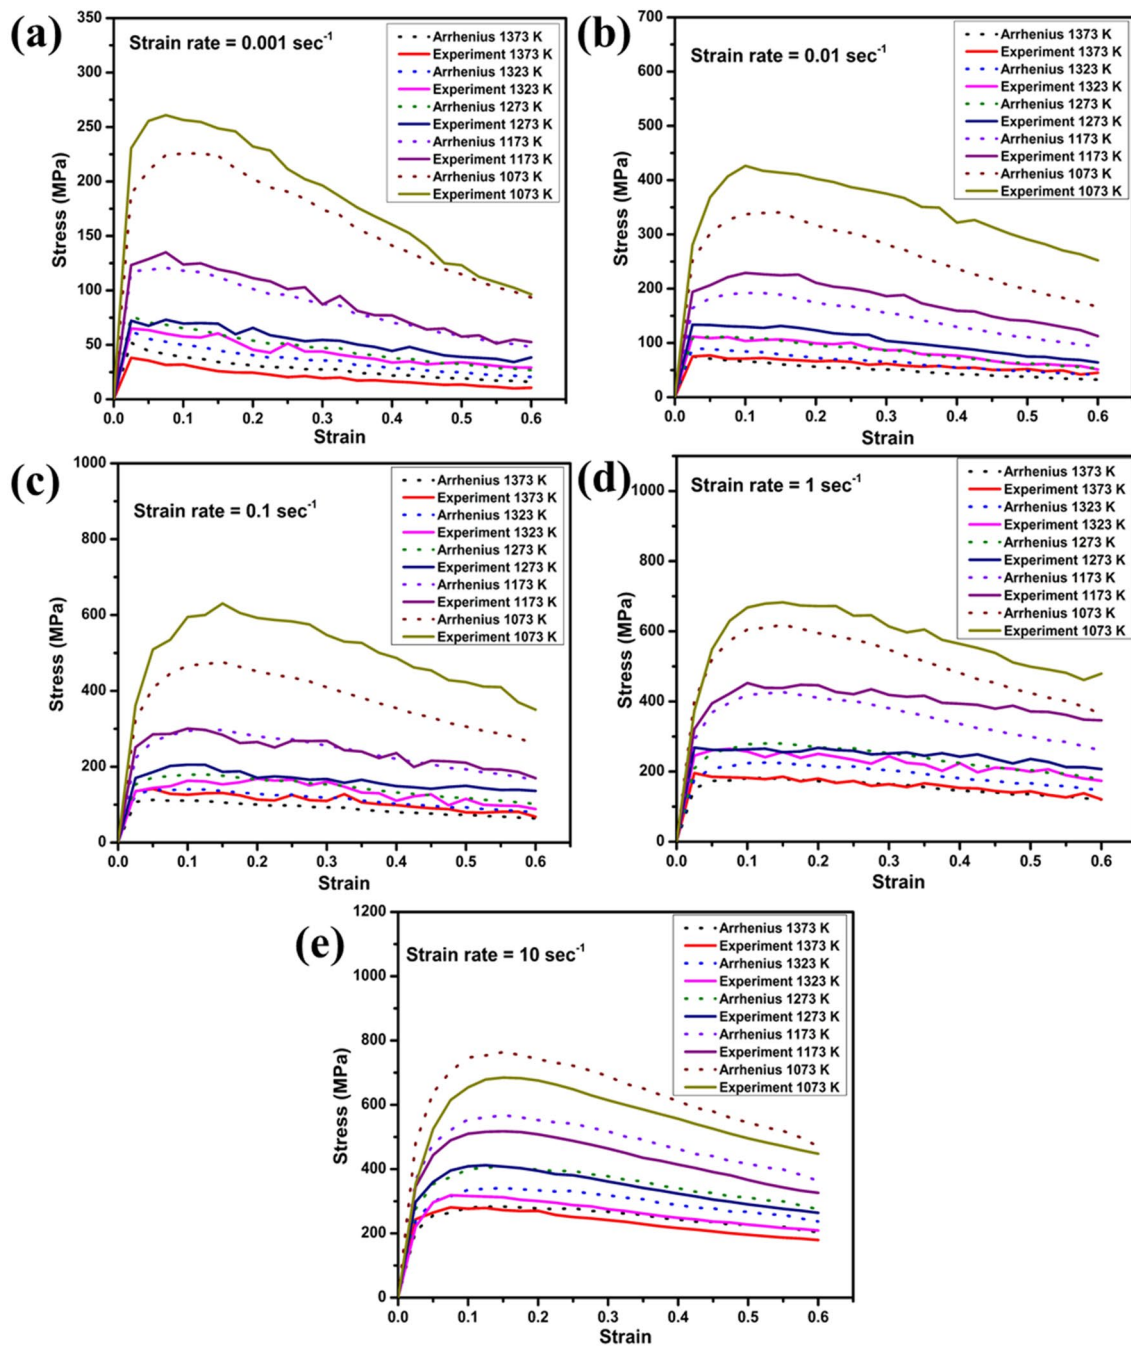 (a)
Strain rate = 0.001 sec⁻¹
Arrhenius 1373 K
Experiment 1373 K
Arrhenius 1323 K
Experiment 1323 K
Arrhenius 1273 K
Experiment 1273 K
Arrhenius 1173 K
Experiment 1173 K
Arrhenius 1073 K
Experiment 1073 K
Stress (MPa)
350
300
250
200
150
100
50
0
0.0 0.1 0.2 0.3 0.4 0.5 0.6
Strain
(b)
Strain rate = 0.01 sec⁻¹
Arrhenius 1373 K
Experiment 1373 K
Arrhenius 1323 K
Experiment 1323 K
Arrhenius 1273 K
Experiment 1273 K
Arrhenius 1173 K
Experiment 1173 K
Arrhenius 1073 K
Experiment 1073 K
Stress (MPa)
700
600
500
400
300
200
100
0
0.0 0.1 0.2 0.3 0.4 0.5 0.6
Strain
(c)
Strain rate = 0.1 sec⁻¹
Arrhenius 1373 K
Experiment 1373 K
Arrhenius 1323 K
Experiment 1323 K
Arrhenius 1273 K
Experiment 1273 K
Arrhenius 1173 K
Experiment 1173 K
Arrhenius 1073 K
Experiment 1073 K
Stress (MPa)
1000
800
600
400
200
0
0.0 0.1 0.2 0.3 0.4 0.5 0.6
Strain
(d)
Strain rate = 1 sec⁻¹
Arrhenius 1373 K
Experiment 1373 K
Arrhenius 1323 K
Experiment 1323 K
Arrhenius 1273 K
Experiment 1273 K
Arrhenius 1173 K
Experiment 1173 K
Arrhenius 1073 K
Experiment 1073 K
Stress (MPa)
1000
800
600
400
200
0
0.0 0.1 0.2 0.3 0.4 0.5 0.6
Strain
(e)
Strain rate = 10 sec⁻¹
Arrhenius 1373 K
Experiment 1373 K
Arrhenius 1323 K
Experiment 1323 K
Arrhenius 1273 K
Experiment 1273 K
Arrhenius 1173 K
Experiment 1173 K
Arrhenius 1073 K
Experiment 1073 K
Stress (MPa)
1200
1000
800
600
400
200
0
0.0 0.1 0.2 0.3 0.4 0.5 0.6
Strain